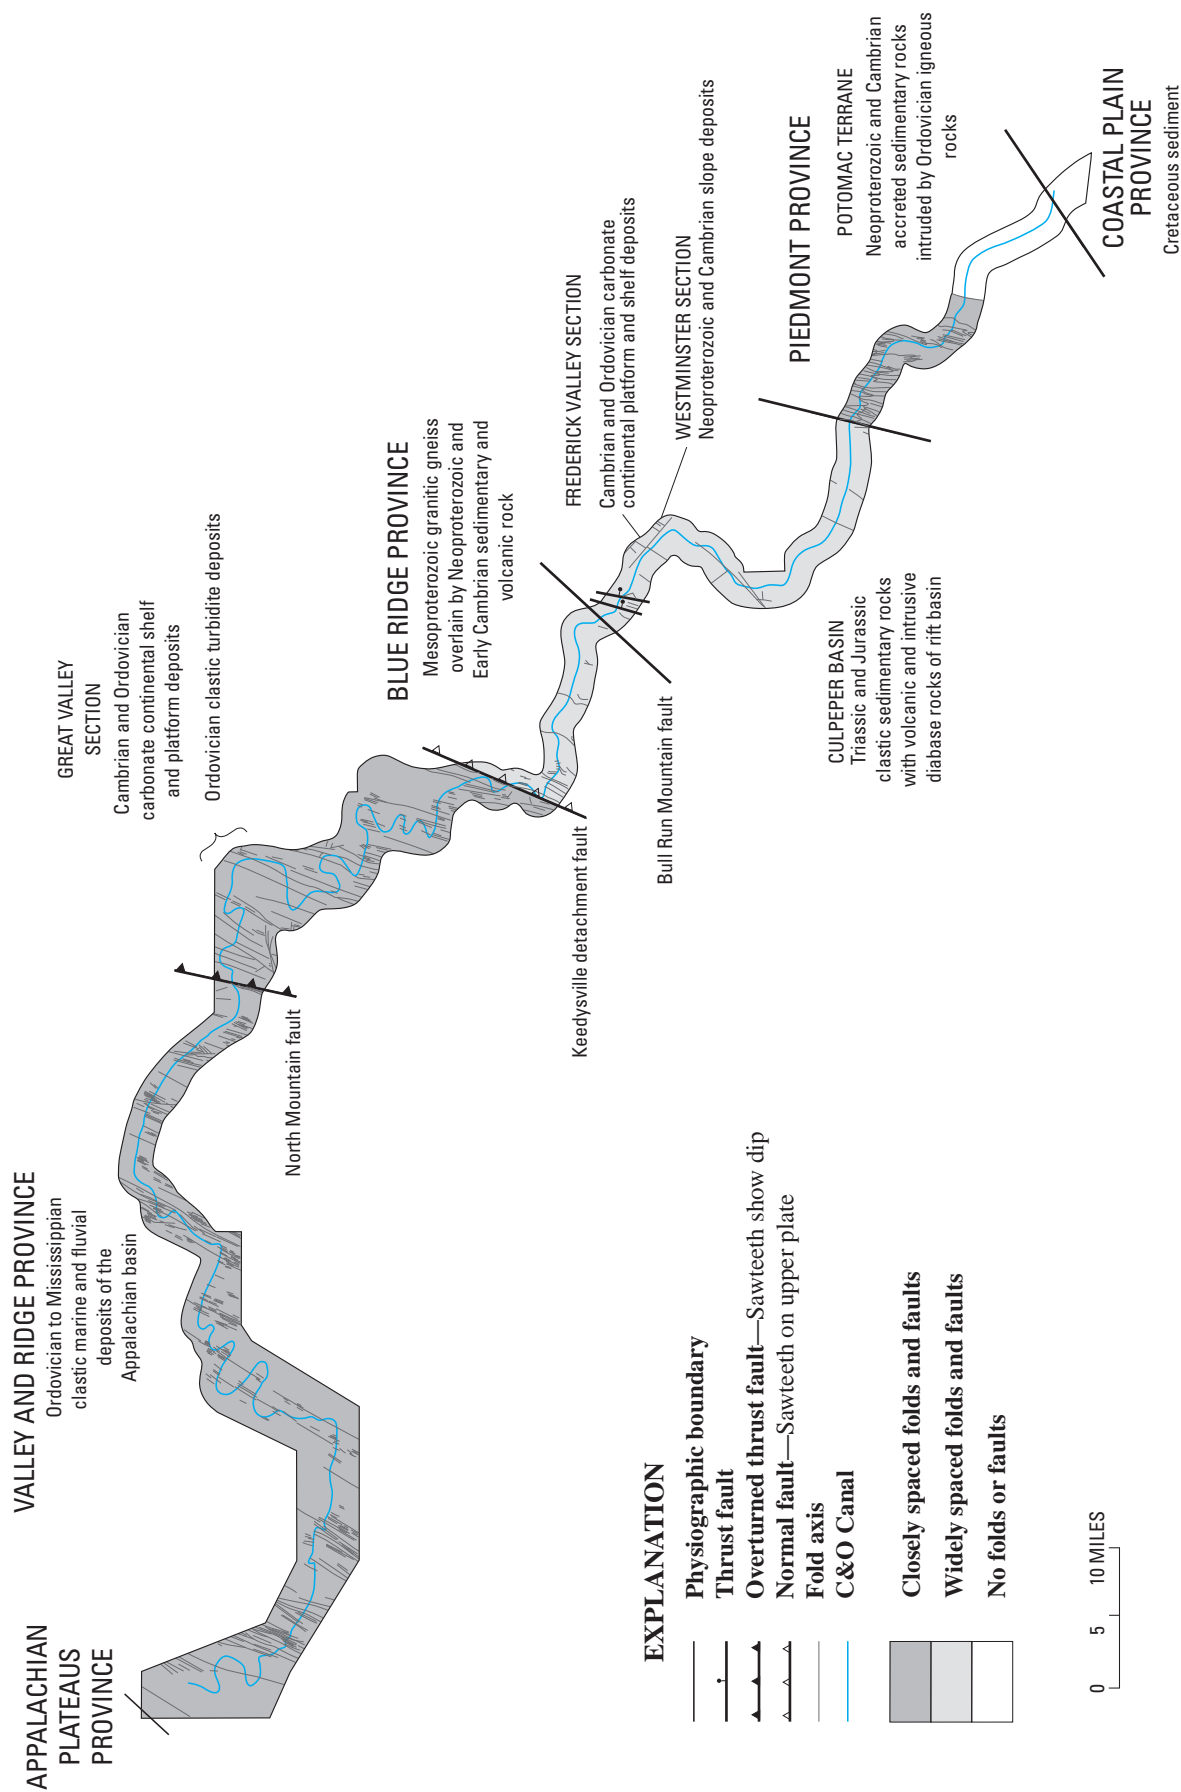 APPALACHIAN
PLATEAUS
PROVINCE
VALLEY AND RIDGE PROVINCE
Ordovician to Mississippian
clastic marine and fluvial
deposits of the
Appalachian basin
North Mountain fault
GREAT VALLEY
SECTION
Cambrian and Ordovician
carbonate continental shelf
and platform deposits
Ordovician clastic turbidite deposits
Keedysville detachment fault
BLUE RIDGE PROVINCE
Mesoproterozoic granitic gneiss
overlain by Neoproterozoic and
Early Cambrian sedimentary and
volcanic rock
Bull Run Mountain fault
FREDERICK VALLEY SECTION
Cambrian and Ordovician carbonate
continental platform and shelf deposits
WESTMINSTER SECTION
Neoproterozoic and Cambrian slope deposits
CULPEPER BASIN
Triassic and Jurassic
clastic sedimentary rocks
with volcanic and intrusive
diabase rocks of rift basin
PIEDMONT PROVINCE
POTOMAC TERRANE
Neoproterozoic and Cambrian
accreted sedimentary rocks
intruded by Ordovician igneous
rocks
COASTAL PLAIN
PROVINCE
Cretaceous sediment
EXPLANATION
Physiographic boundary
Thrust fault
Overturned thrust fault—Sawteeth show dip
Normal fault—Sawteeth on upper plate
Fold axis
C&O Canal
Closely spaced folds and faults
Widely spaced folds and faults
No folds or faults
0 5 10 MILES